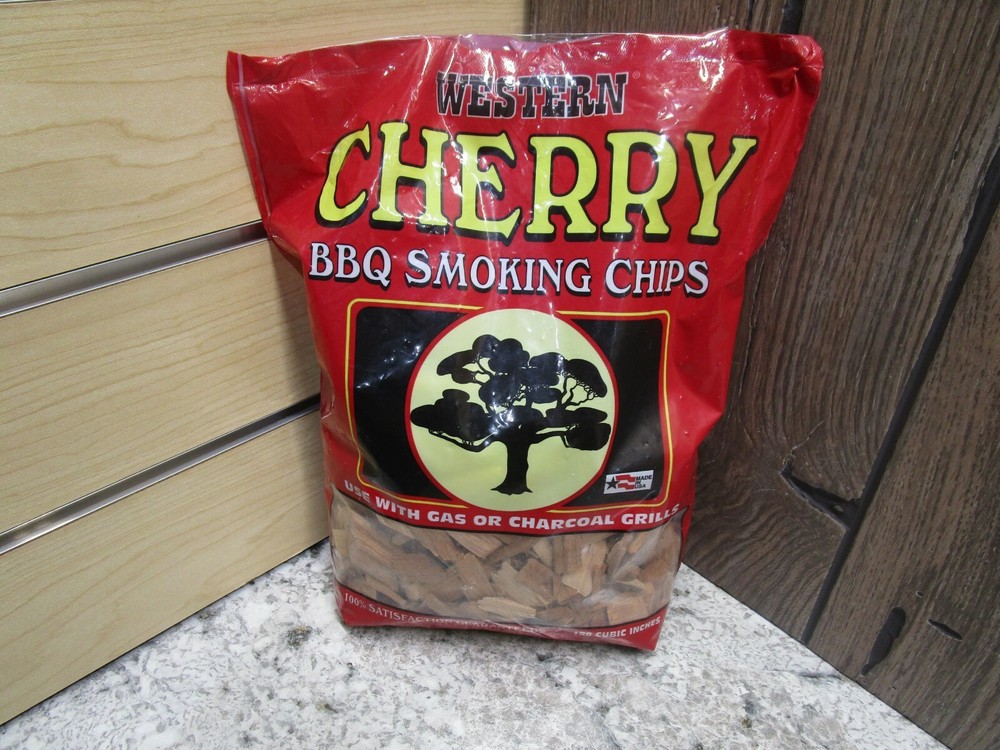 WESTERN®
CHERRY
BBQ SMOKING CHIPS
MADE
IN
USA
USE WITH GAS OR CHARCOAL GRILLS
100% SATISFACTION
CUBIC INCHES